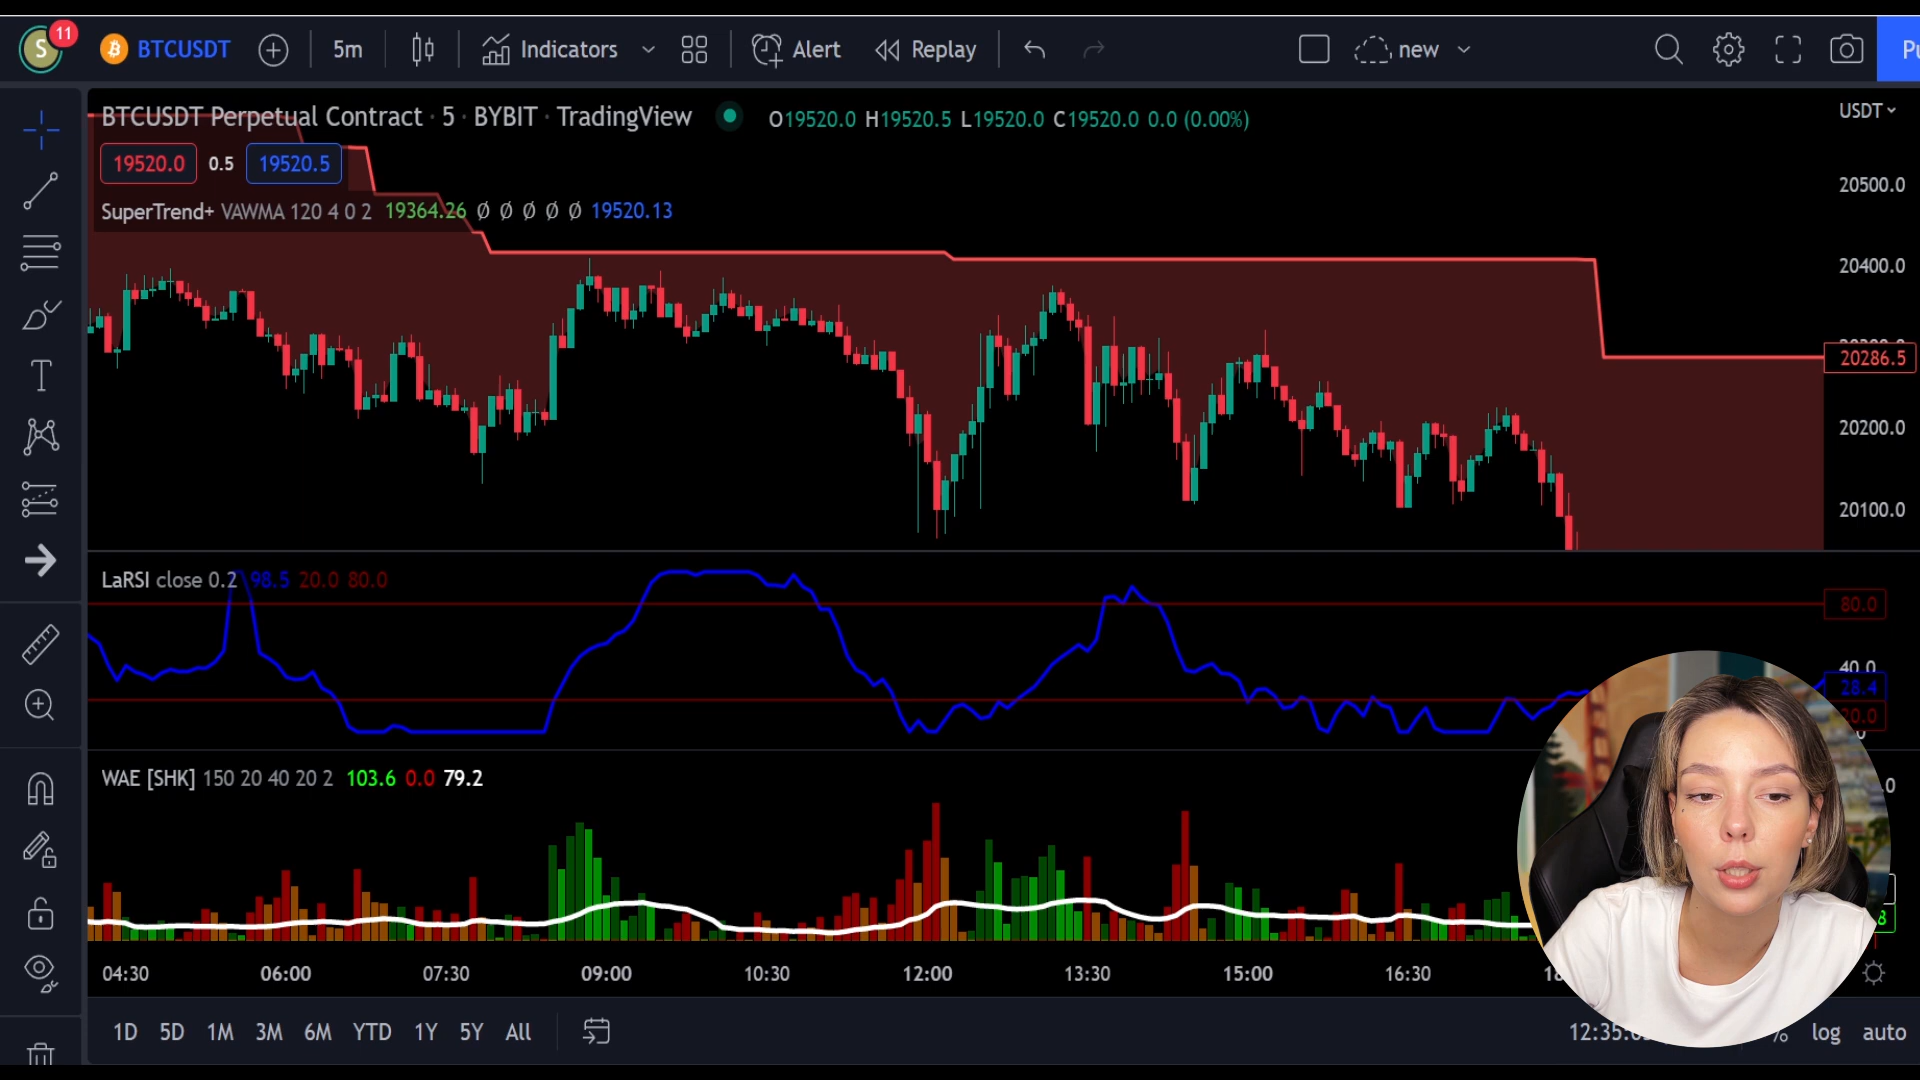 S 11 BTCUSDT 5m Indicators Alert Replay new Pu
BTCUSDT Perpetual Contract · 5 · BYBIT · TradingView O19520.0 H19520.5 L19520.0 C19520.0 0.0 (0.00%) USDT
19520.0 0.5 19520.5
SuperTrend+ VAWMA 120 4 0 2 19364.26 Ø Ø Ø Ø Ø 19520.13
20500.0
20400.0
20286.5
20200.0
20100.0
LaRSI close 0.2 98.5 20.0 80.0
80.0
40.0
28.4
WAE [SHK] 150 20 40 20 2 103.6 0.0 79.2
04:30 06:00 07:30 09:00 10:30 12:00 13:30 15:00 16:30
1D 5D 1M 3M 6M YTD 1Y 5Y All 12:35: % log auto